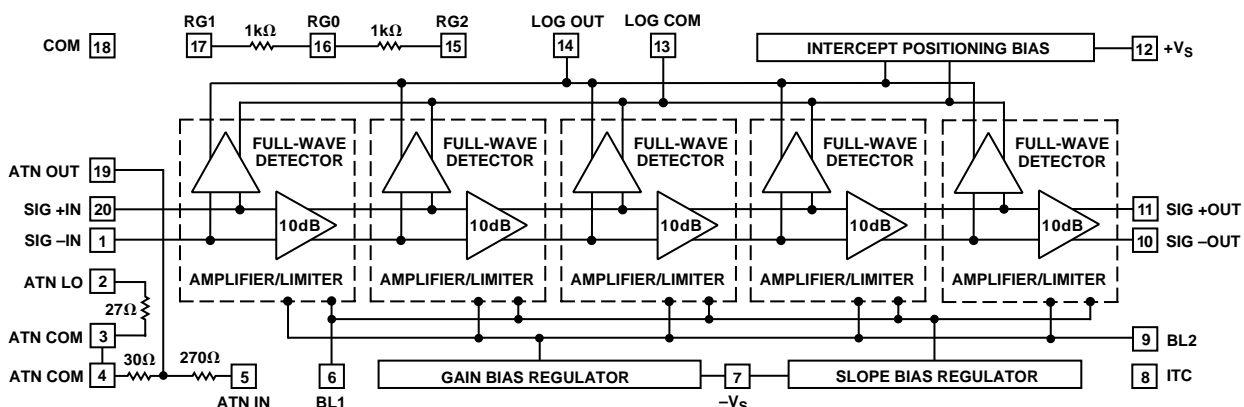 RG1 RG0 RG2 LOG OUT LOG COM
1kΩ 1kΩ
COM 18 17 16 15 14 13 INTERCEPT POSITIONING BIAS 12 +VS
FULL-WAVE DETECTOR
FULL-WAVE DETECTOR
FULL-WAVE DETECTOR
FULL-WAVE DETECTOR
FULL-WAVE DETECTOR
ATN OUT 19
SIG +IN 20
SIG –IN 1
10dB 10dB 10dB 10dB 10dB
11 SIG +OUT
10 SIG –OUT
AMPLIFIER/LIMITER AMPLIFIER/LIMITER AMPLIFIER/LIMITER AMPLIFIER/LIMITER AMPLIFIER/LIMITER
ATN LO 2
27Ω
ATN COM 3
9 BL2
30Ω 270Ω
ATN COM 4 5 6 GAIN BIAS REGULATOR 7 SLOPE BIAS REGULATOR 8 ITC
ATN IN BL1 –VS